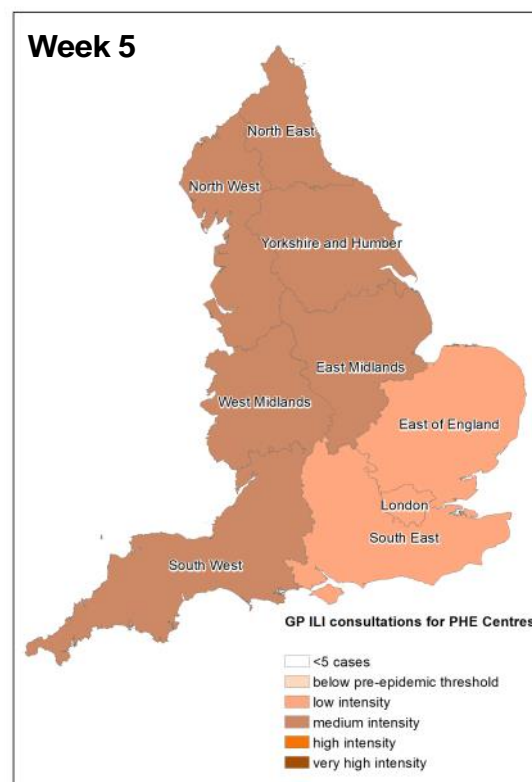 Week 5
North East
North West
Yorkshire and Humber
East Midlands
West Midlands
East of England
London
South East
South West
GP ILI consultations for PHE Centres
<5 cases
below pre-epidemic threshold
low intensity
medium intensity
high intensity
very high intensity